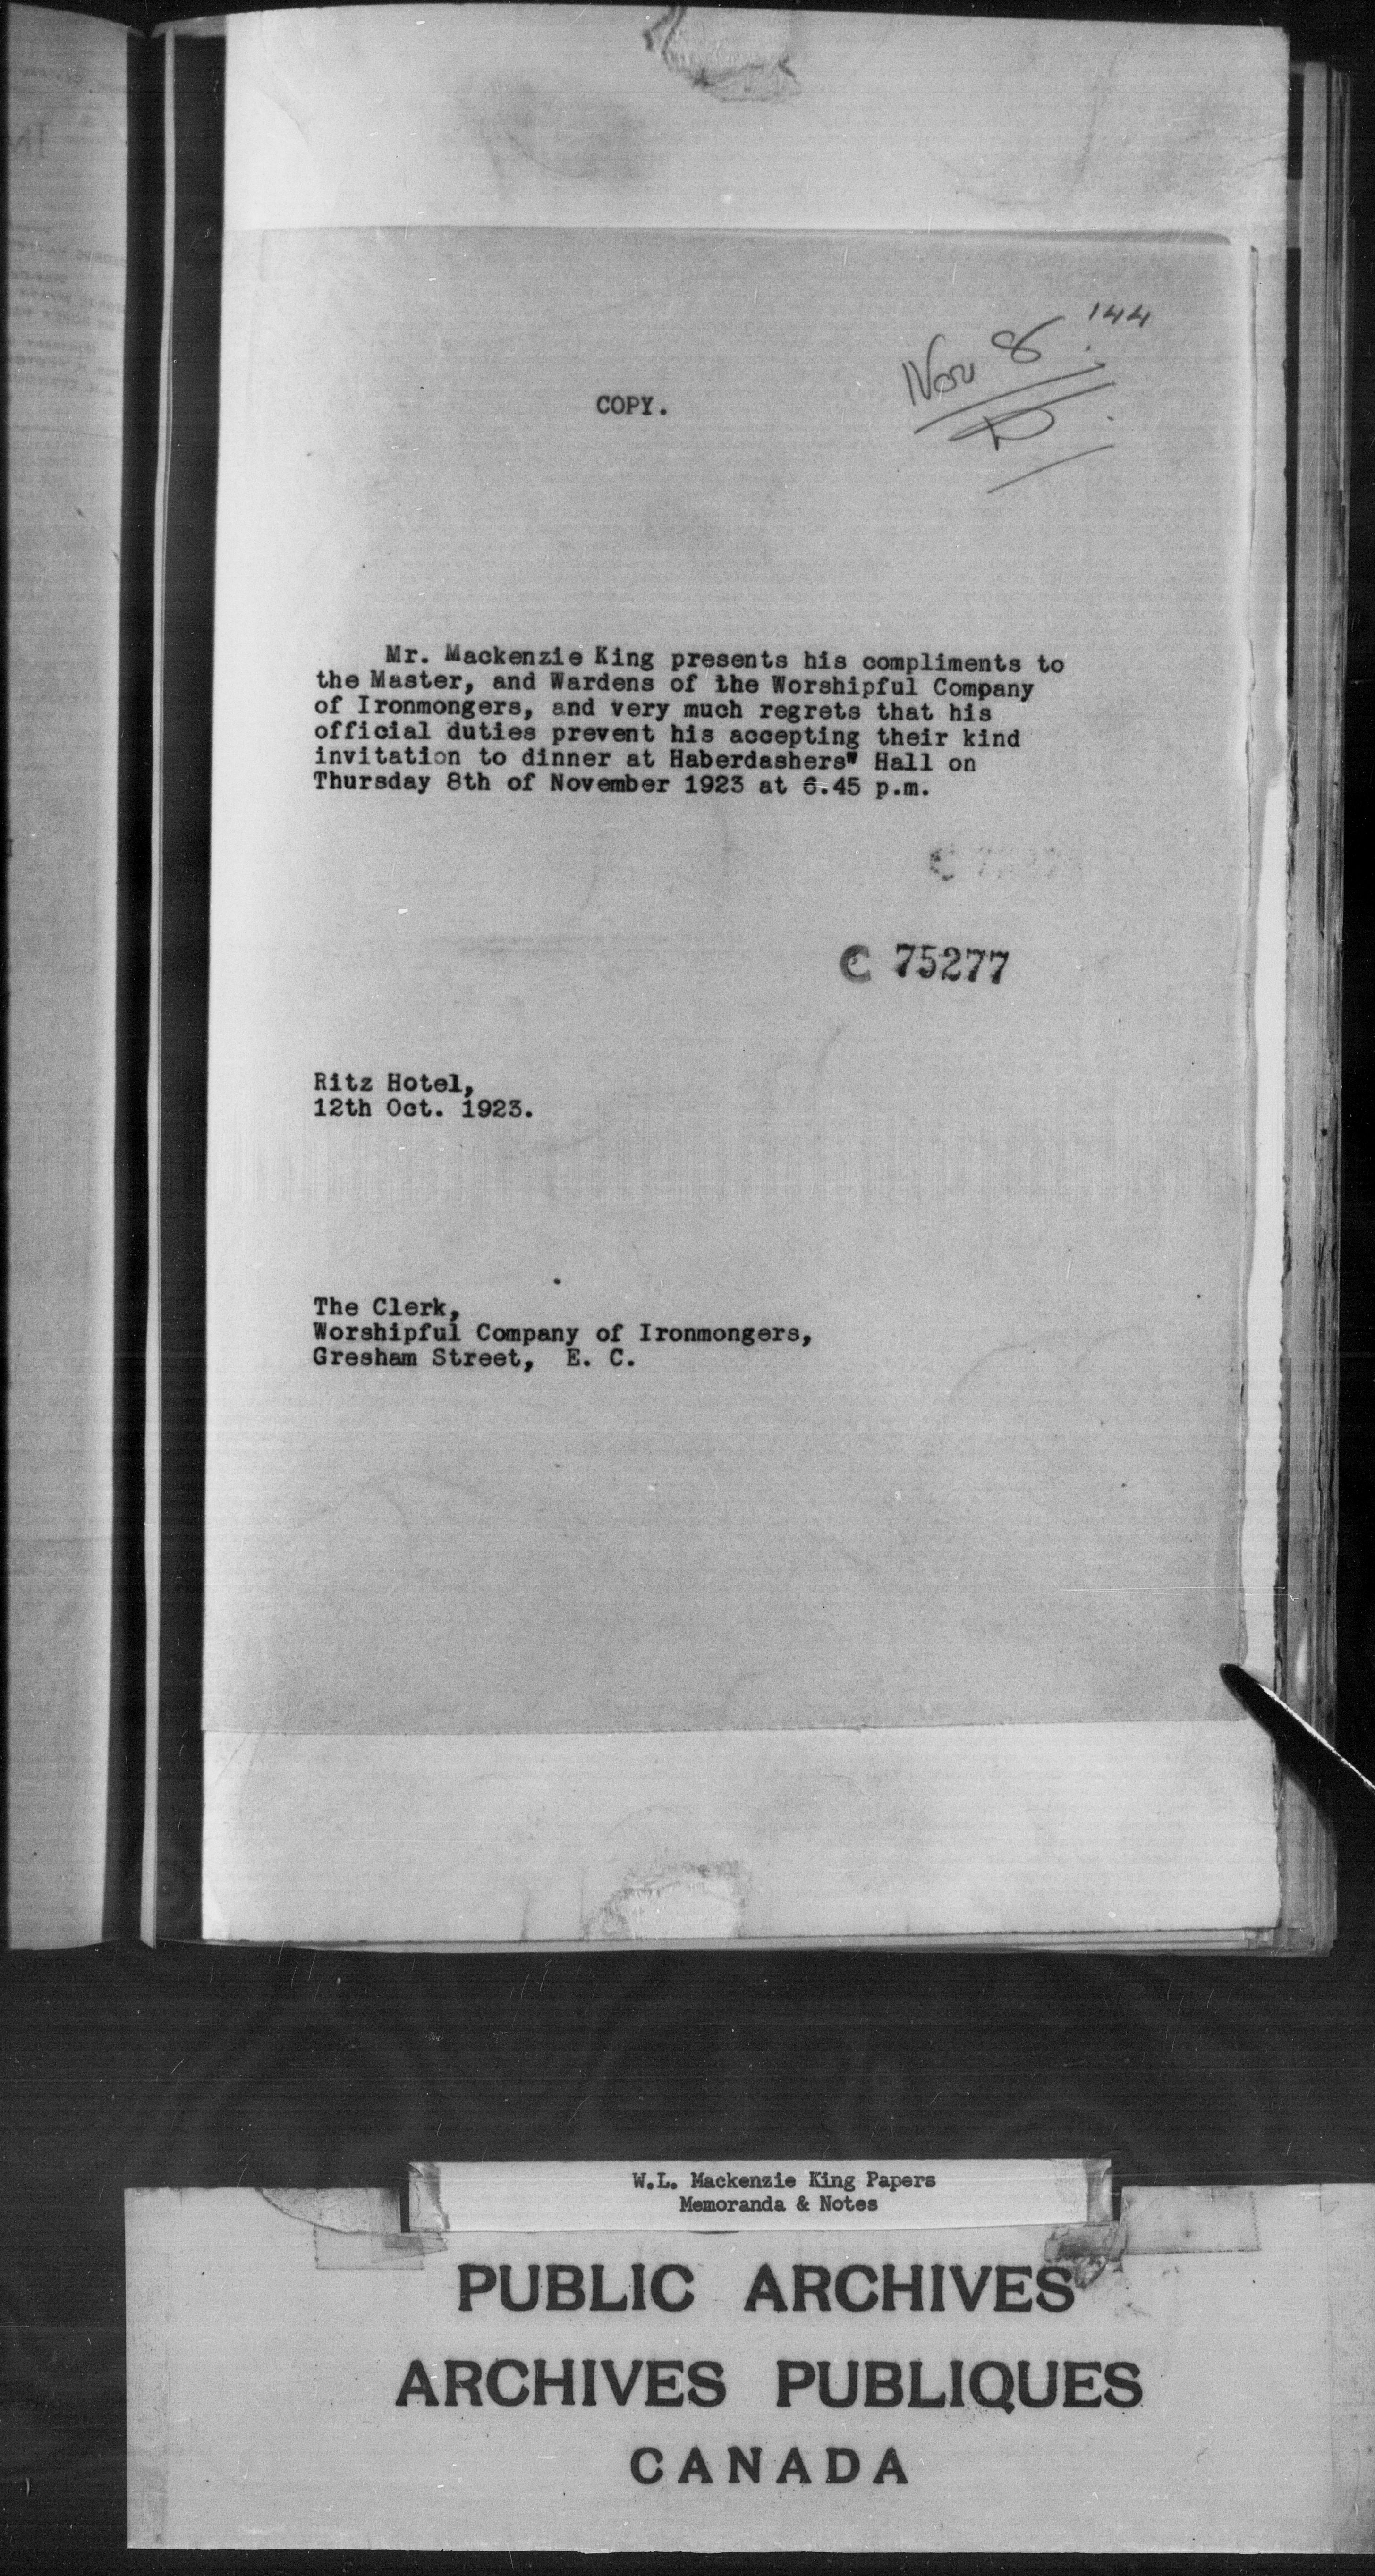 '44
Nov 8.
D.
COPY.
Mr. Mackenzie King presents his compliments to
the Master, and Wardens of the Worshipful Company
of Ironmongers, and very much regrets that his
official duties prevent his accepting their kind
invitation to dinner at Haberdashers" Hall on
Thursday 8th of November 1923 at 6.45 p.m.
C 75277
Ritz Hotel,
12th Oct. 1923.
The Clerk,
Worshipful Company of Ironmongers,
Gresham Street, E. C.
W.L. Mackenzie King Papers
Memoranda & Notes
PUBLIC ARCHIVES
ARCHIVES PUBLIQUES
CANADA